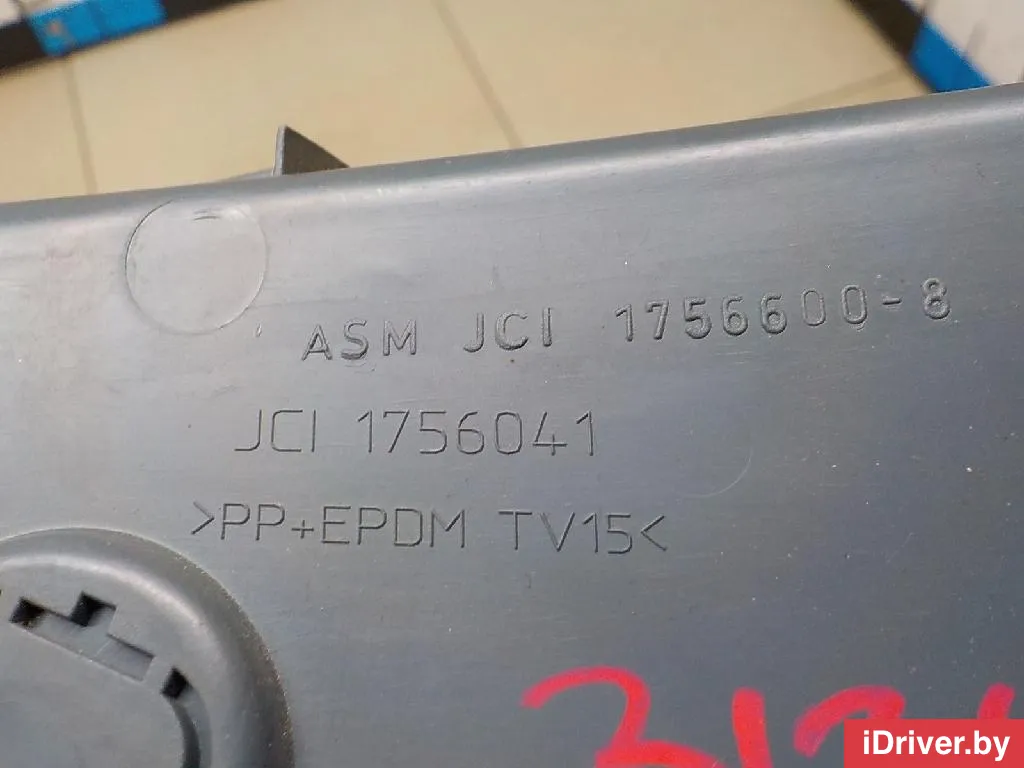 ASM JCI 1756600-8
JCI 1756041
>PP+EPDM TV15<
iDriver.by